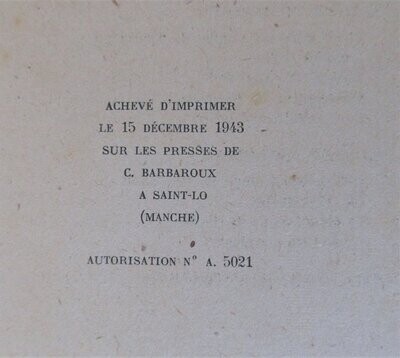 ACHEVÉ D'IMPRIMER
LE 15 DÉCEMBRE 1943
SUR LES PRESSES DE
C. BARBAROUX
A SAINT-LO
(MANCHE)
AUTORISATION N° A. 5021